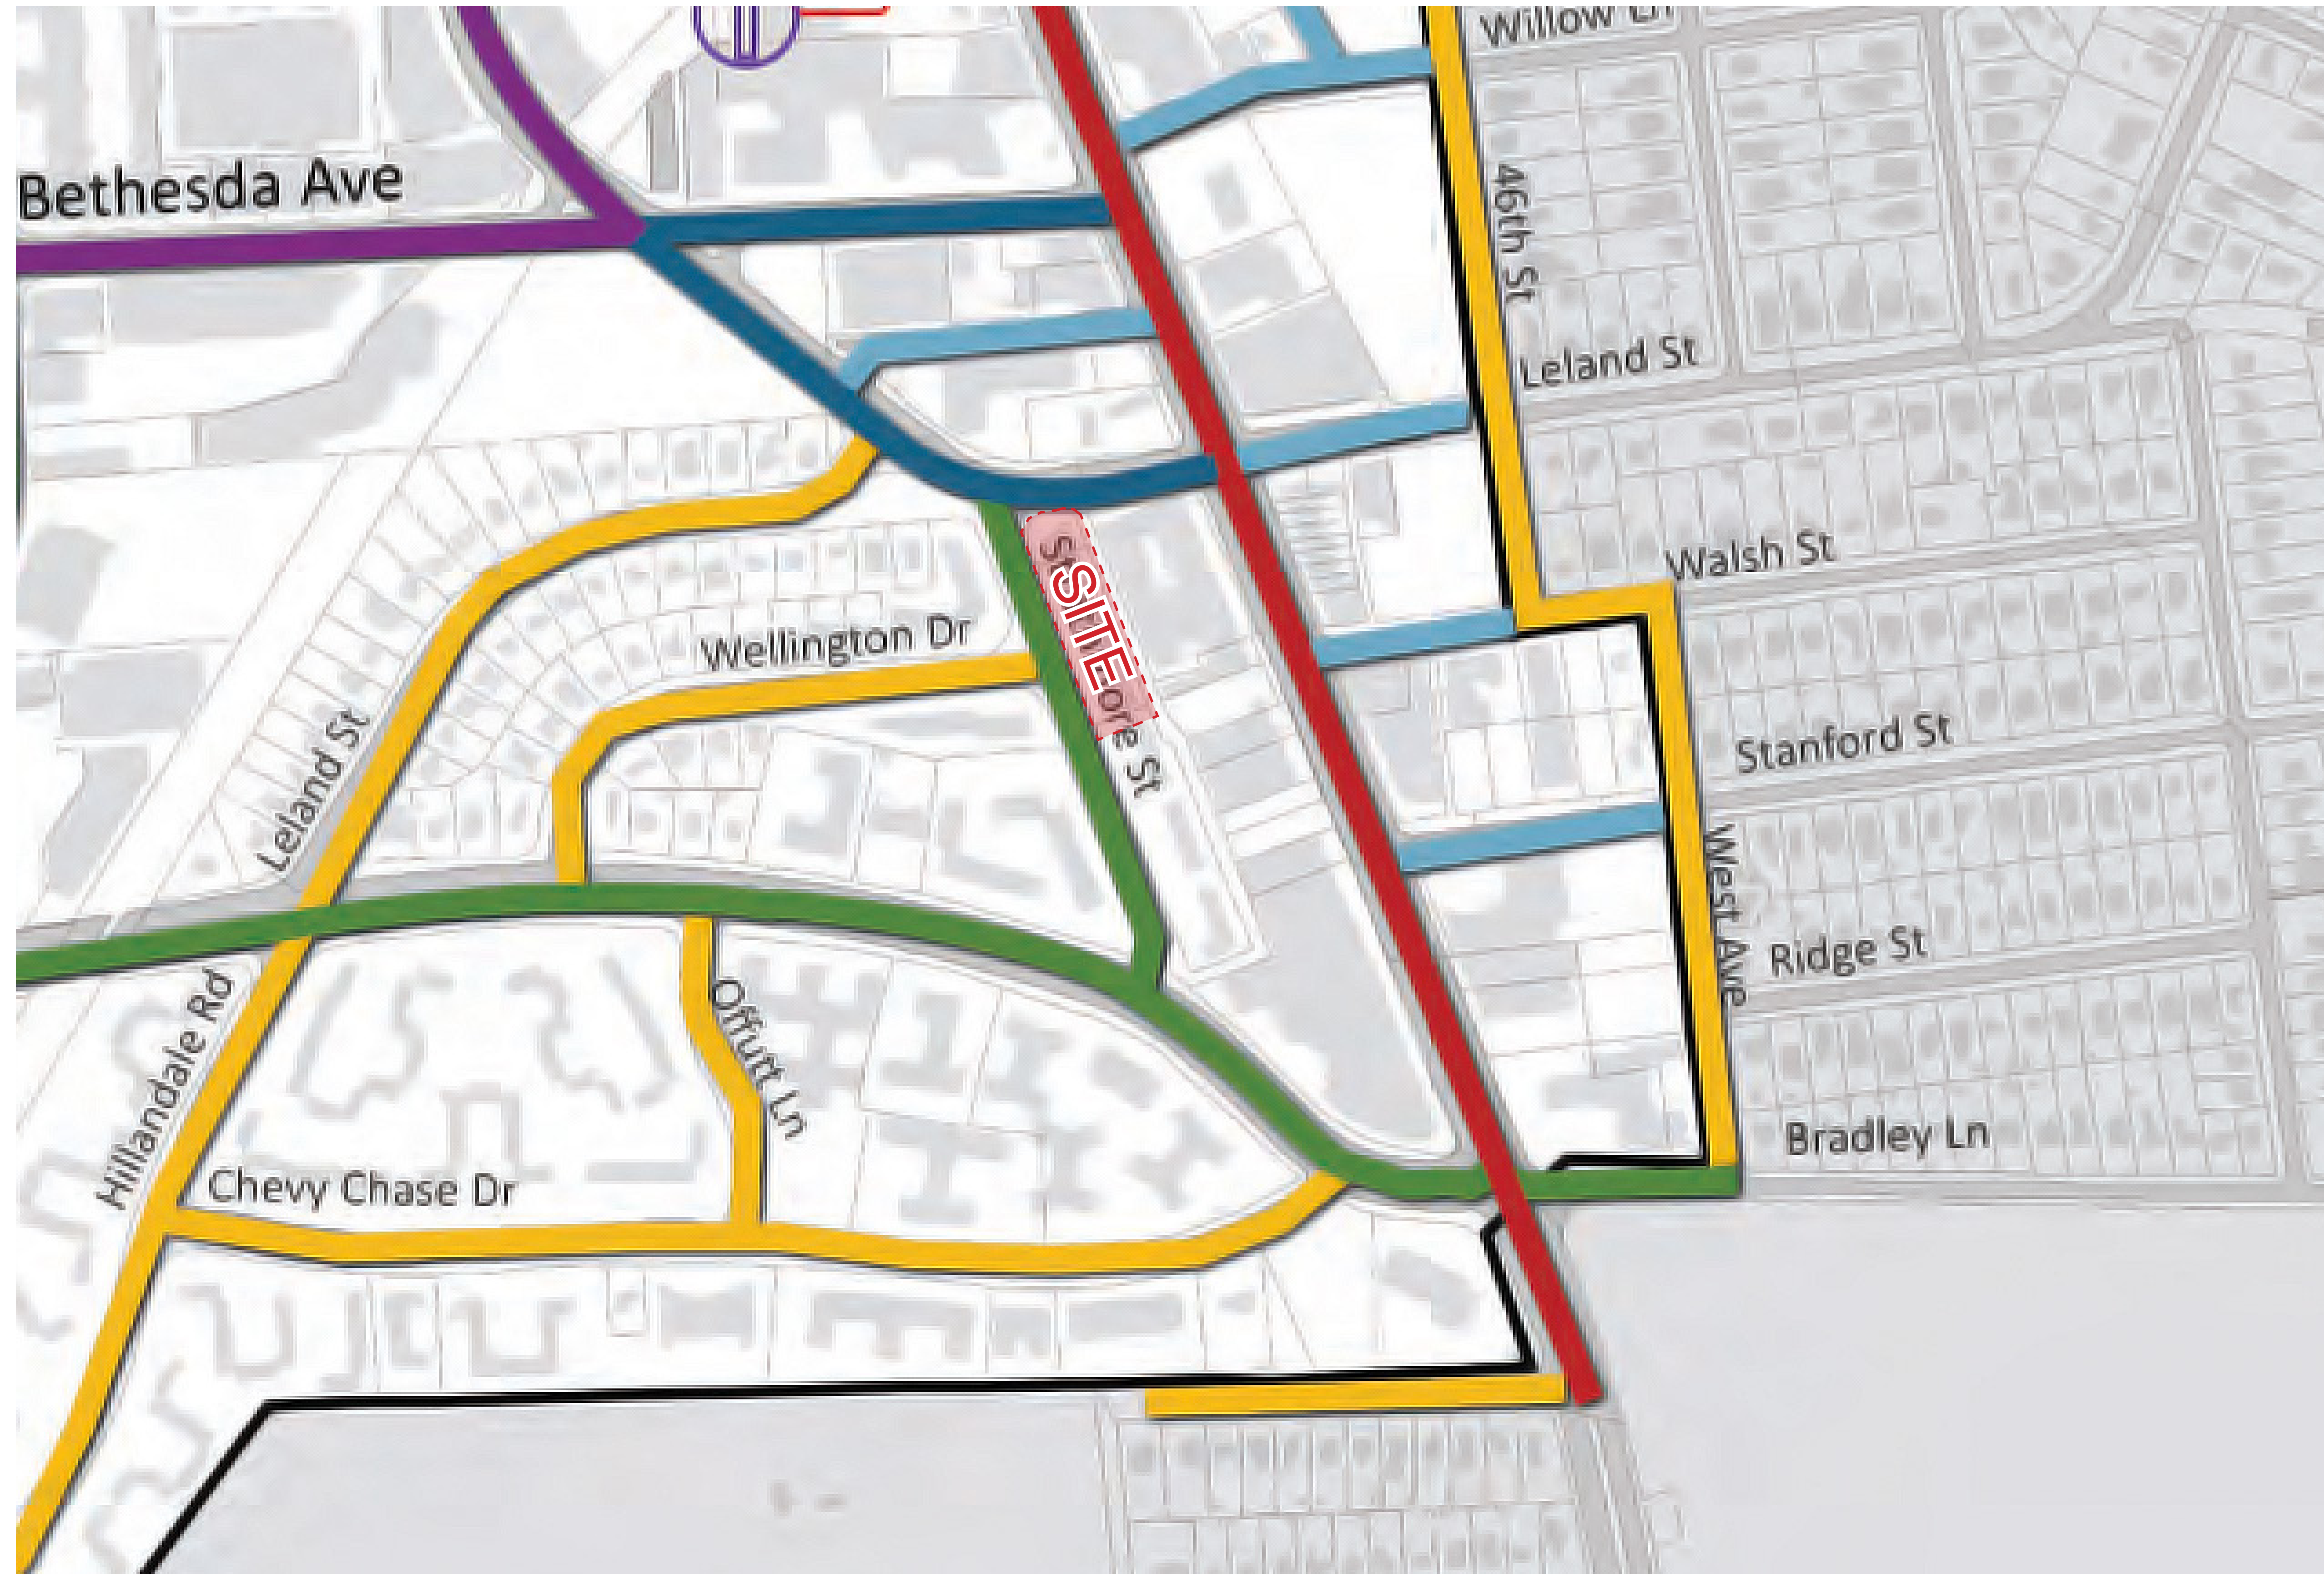 Willow Ln
Bethesda Ave
46th St
Leland St
Walsh St
SITE
Wellington Dr
Stanford St
Leland St
West Ave
Ridge St
Hillandale Rd
Offutt Ln
Bradley Ln
Chevy Chase Dr